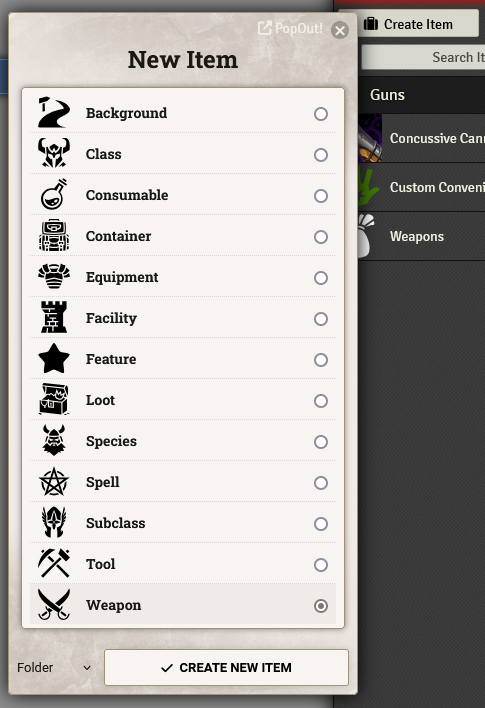 PopOut!
New Item
Background
Class
Consumable
Container
Equipment
Facility
Feature
Loot
Species
Spell
Subclass
Tool
Weapon
Folder
CREATE NEW ITEM
Create Item
Search It
Guns
Concussive Can
Custom Conveni
Weapons